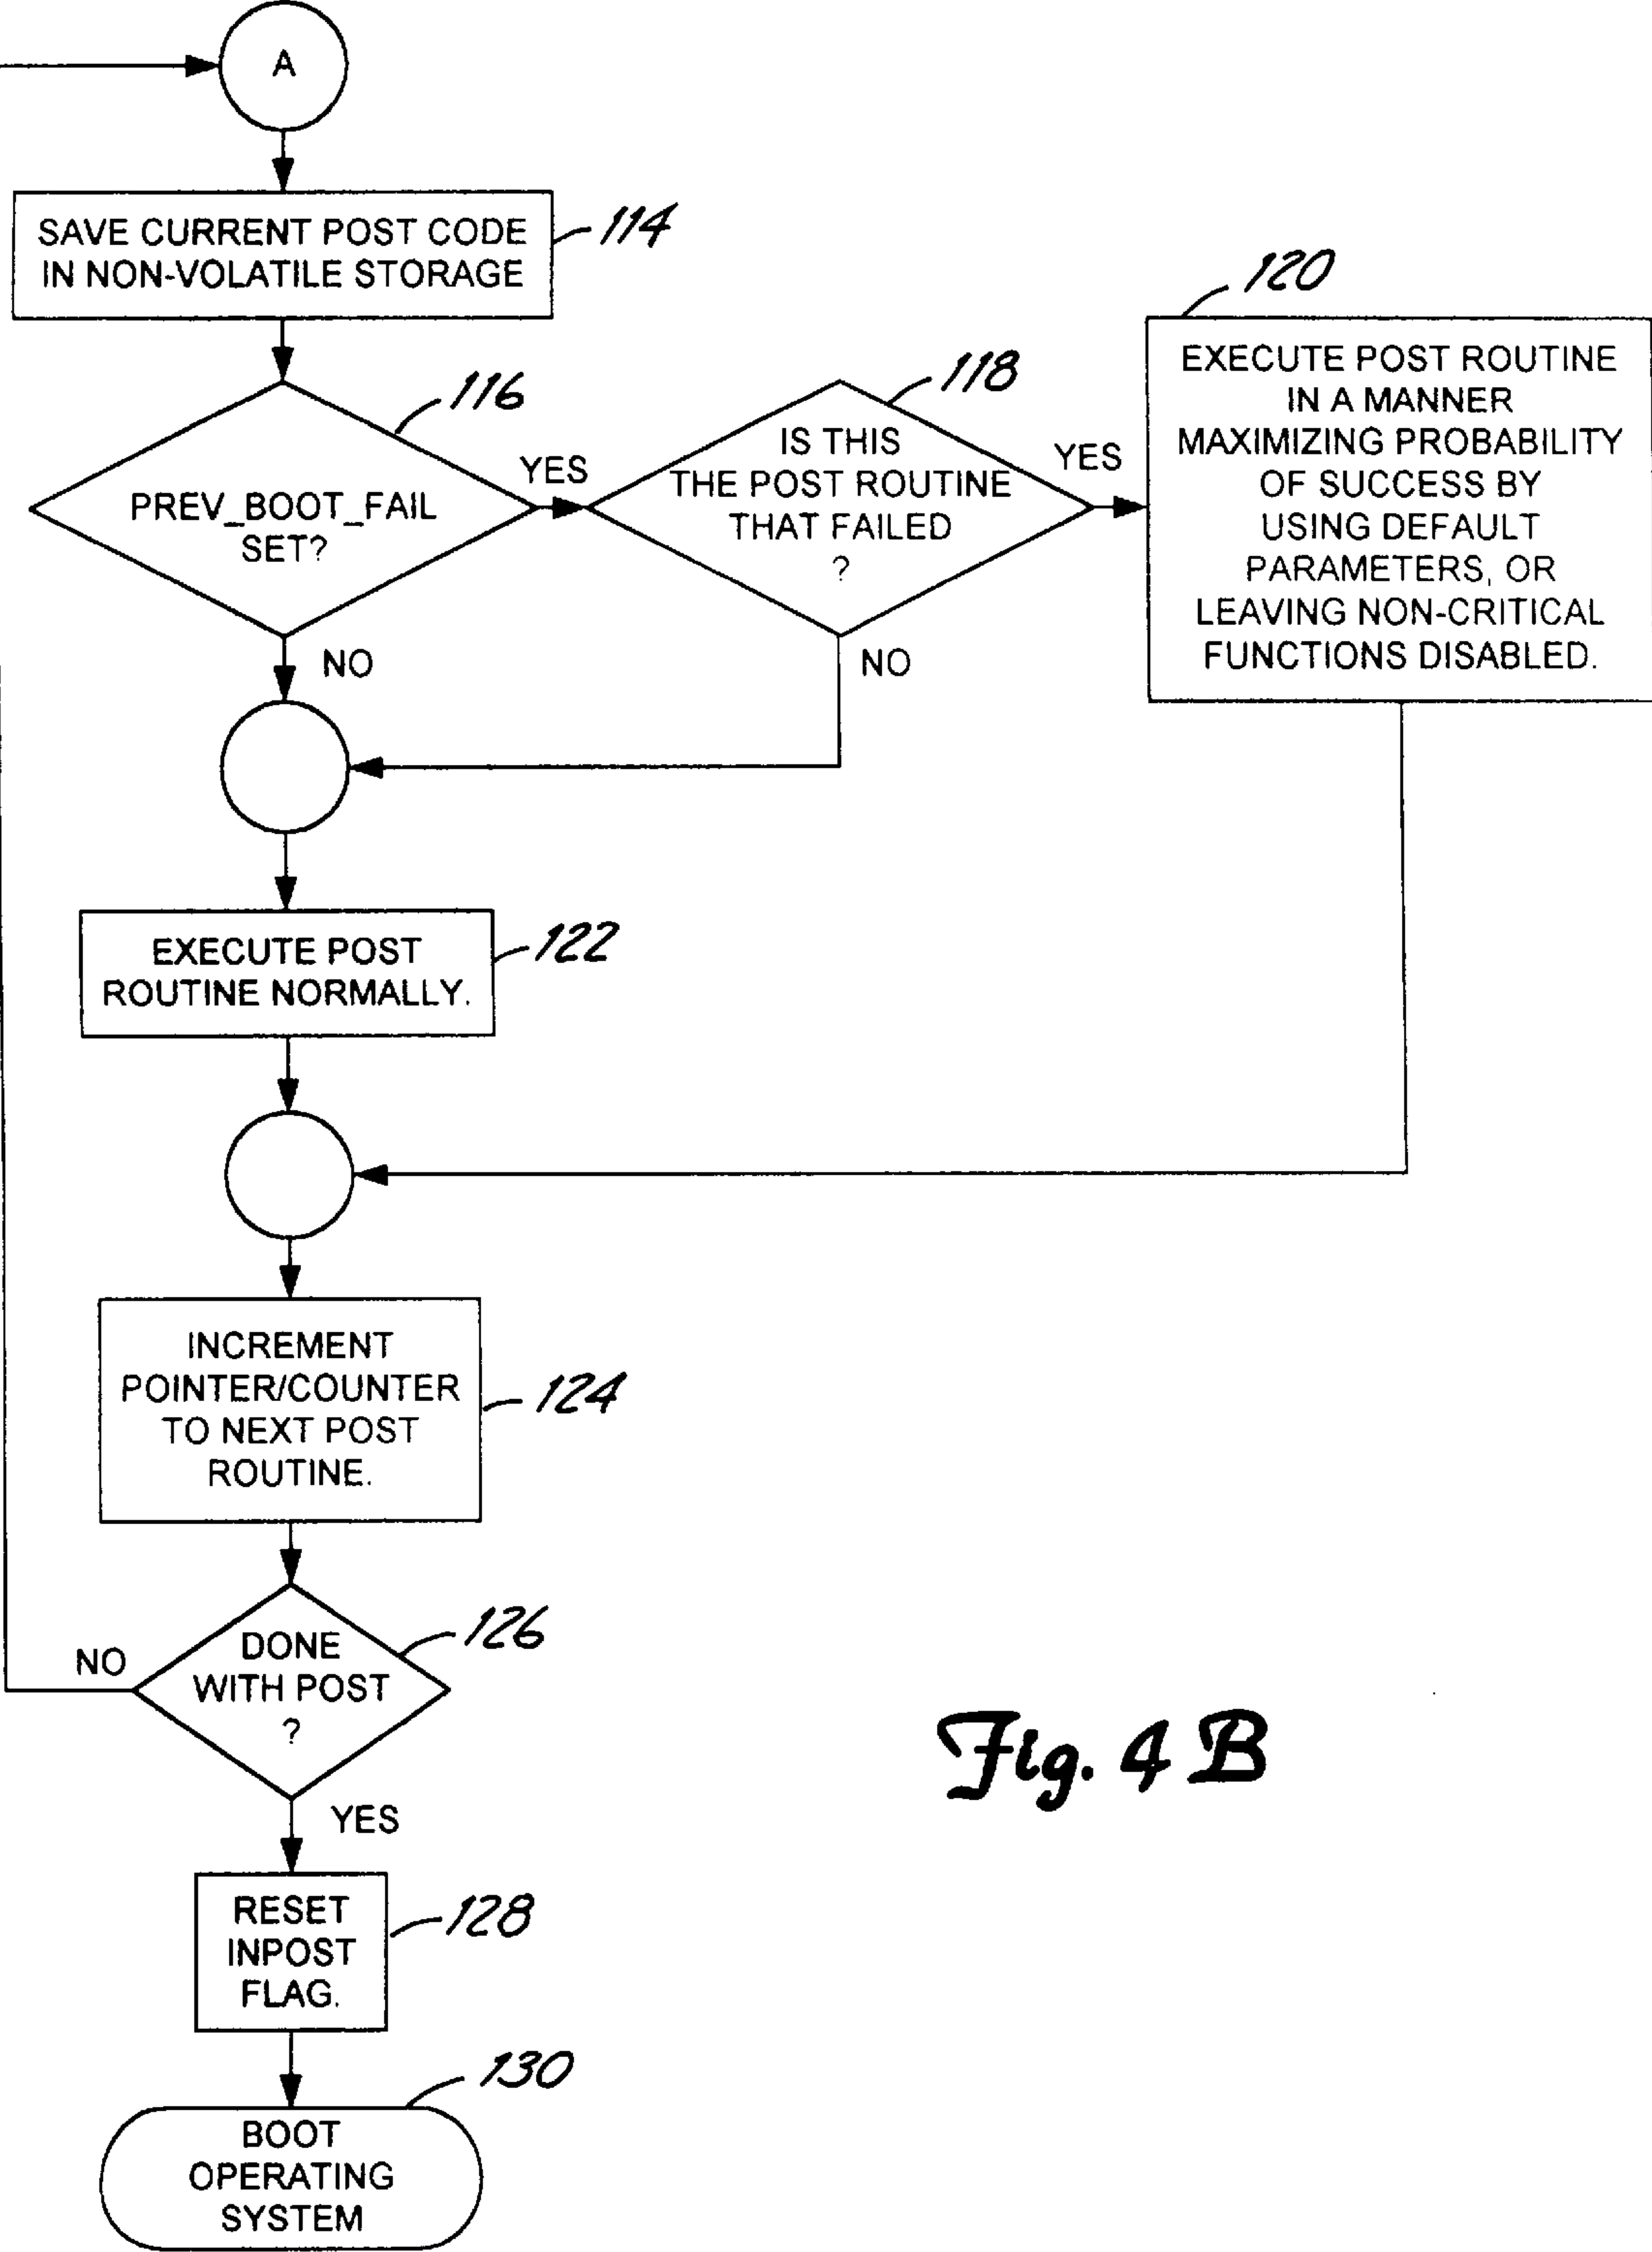 A
SAVE CURRENT POST CODE
IN NON-VOLATILE STORAGE
114
116
PREV_BOOT_FAIL
SET?
YES
NO
118
IS THIS
THE POST ROUTINE
THAT FAILED
?
YES
NO
120
EXECUTE POST ROUTINE
IN A MANNER
MAXIMIZING PROBABILITY
OF SUCCESS BY
USING DEFAULT
PARAMETERS, OR
LEAVING NON-CRITICAL
FUNCTIONS DISABLED.
EXECUTE POST
ROUTINE NORMALLY.
122
INCREMENT
POINTER/COUNTER
TO NEXT POST
ROUTINE.
124
DONE
WITH POST
?
126
NO
YES
RESET
INPOST
FLAG.
128
130
BOOT
OPERATING
SYSTEM
Fig. 4B